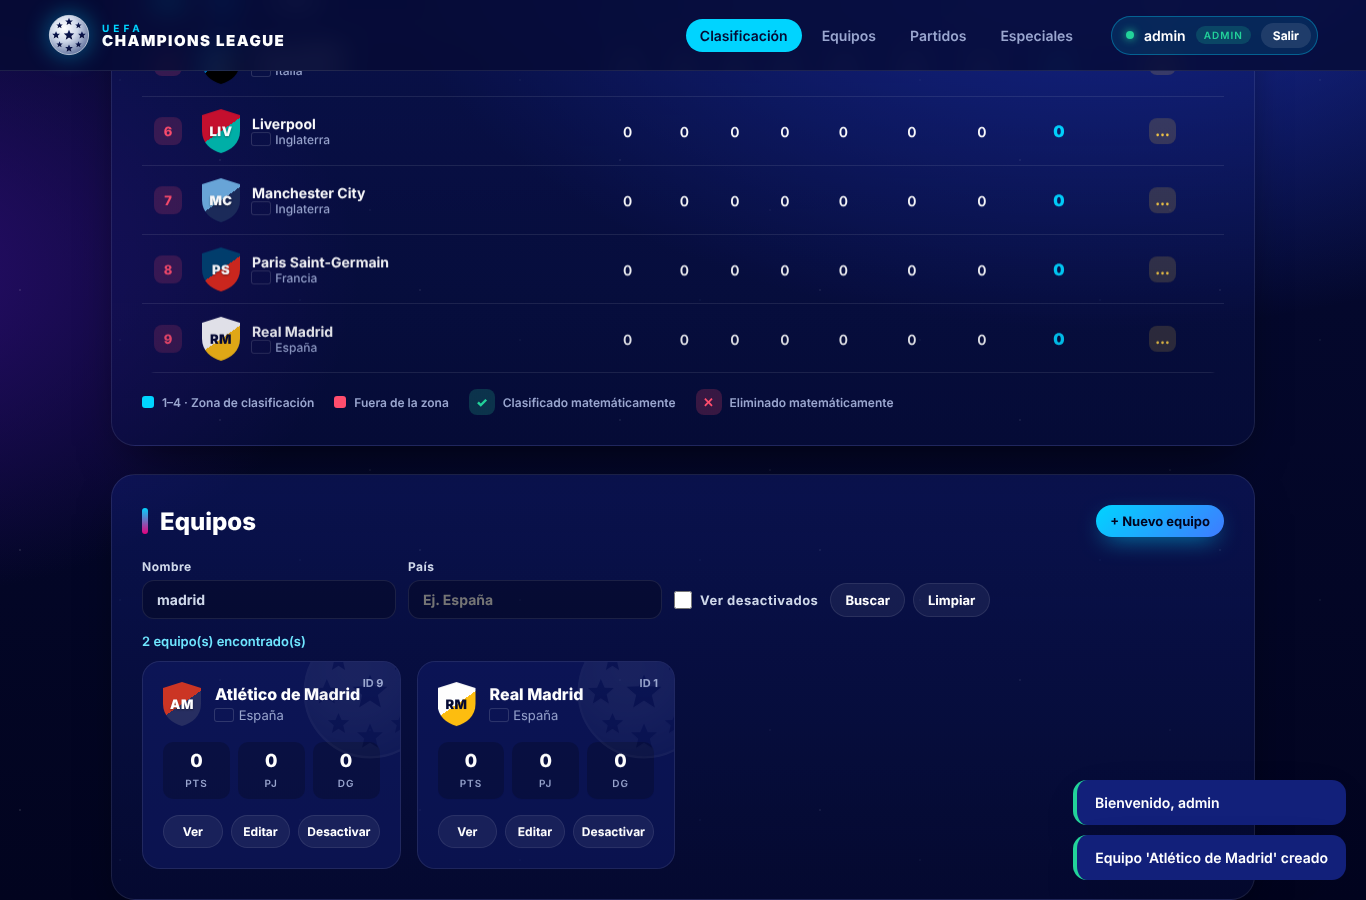 UEFA
CHAMPIONS LEAGUE
Clasificación Equipos Partidos Especiales admin ADMIN Salir
Italia
6 LIV Liverpool Inglaterra 0 0 0 0 0 0 0 0 ...
7 MC Manchester City Inglaterra 0 0 0 0 0 0 0 0 ...
8 PS Paris Saint-Germain Francia 0 0 0 0 0 0 0 0 ...
9 RM Real Madrid España 0 0 0 0 0 0 0 0 ...
1–4 · Zona de clasificación Fuera de la zona ✓ Clasificado matemáticamente ✕ Eliminado matemáticamente
Equipos
+ Nuevo equipo
Nombre País
madrid Ej. España Ver desactivados Buscar Limpiar
2 equipo(s) encontrado(s)
AM Atlético de Madrid ID 9
España
0 0 0
PTS PJ DG
Ver Editar Desactivar
RM Real Madrid ID 1
España
0 0 0
PTS PJ DG
Ver Editar Desactivar
Bienvenido, admin
Equipo 'Atlético de Madrid' creado